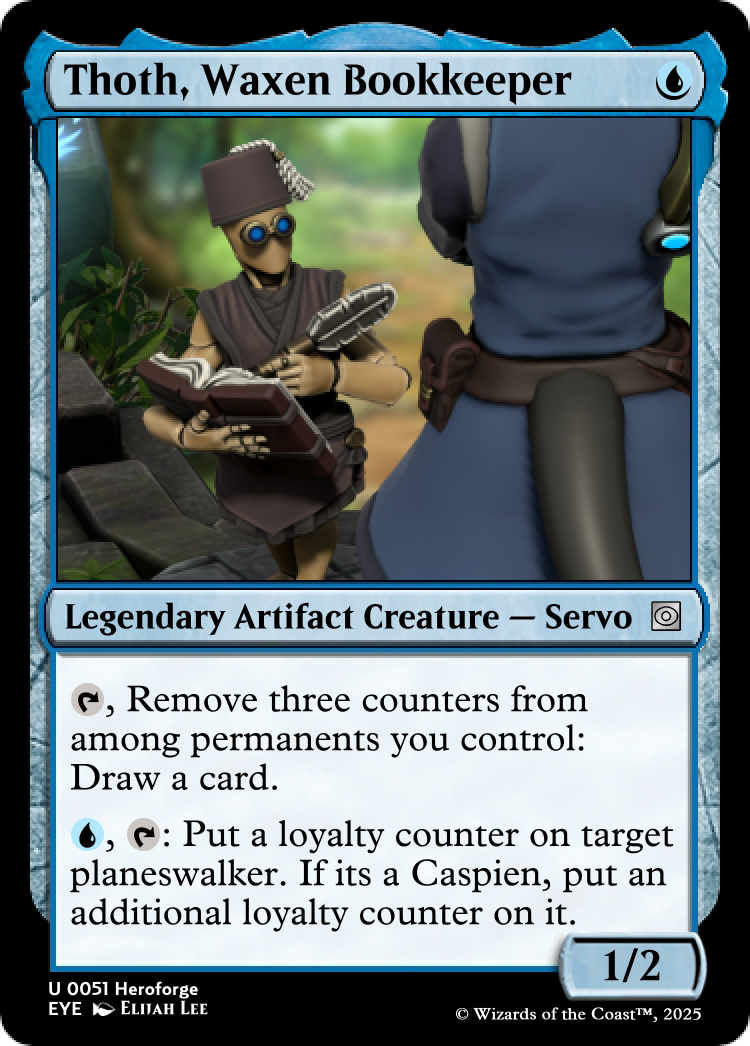 Thoth, Waxen Bookkeeper
Legendary Artifact Creature — Servo
, Remove three counters from
among permanents you control:
Draw a card.
, : Put a loyalty counter on target
planeswalker. If its a Caspien, put an
additional loyalty counter on it.
1/2
U 0051 Heroforge
EYE Elijah Lee
© Wizards of the Coast™, 2025